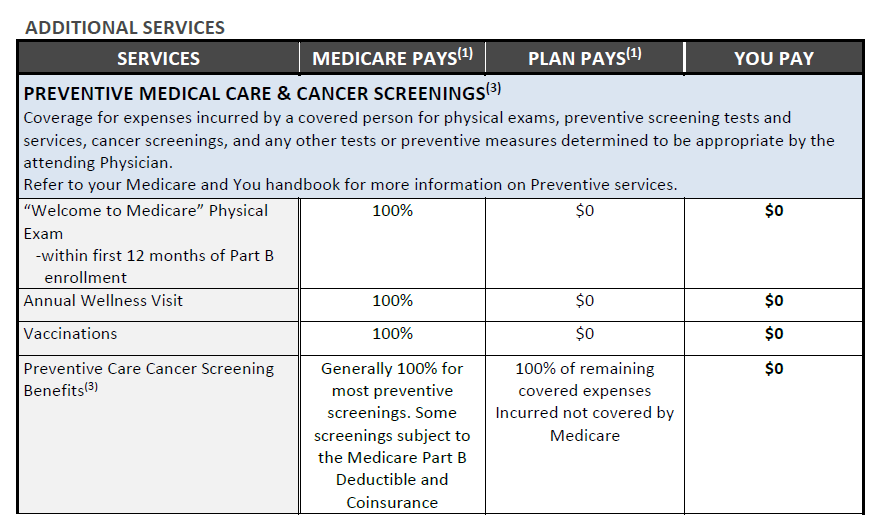 ADDITIONAL SERVICES
SERVICES MEDICARE PAYS(1) PLAN PAYS(1) YOU PAY
PREVENTIVE MEDICAL CARE & CANCER SCREENINGS(3)
Coverage for expenses incurred by a covered person for physical exams, preventive screening tests and
services, cancer screenings, and any other tests or preventive measures determined to be appropriate by the
attending Physician.
Refer to your Medicare and You handbook for more information on Preventive services.
“Welcome to Medicare” Physical
Exam
-within first 12 months of Part B
enrollment
100%
$0
$0
Annual Wellness Visit
100%
$0
$0
Vaccinations
100%
$0
$0
Preventive Care Cancer Screening
Benefits(3)
Generally 100% for
most preventive
screenings. Some
screenings subject to
the Medicare Part B
Deductible and
Coinsurance
100% of remaining
covered expenses
Incurred not covered by
Medicare
$0